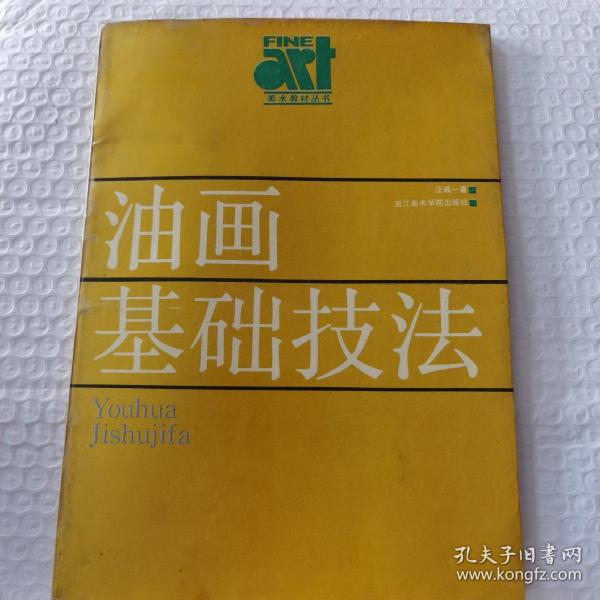 FINE
art
美术教材丛书
汪诚一著
浙江美术学院出版社
油画
基础技法
Youhua
Jishujifa
孔夫子旧书网
www.kongfz.com